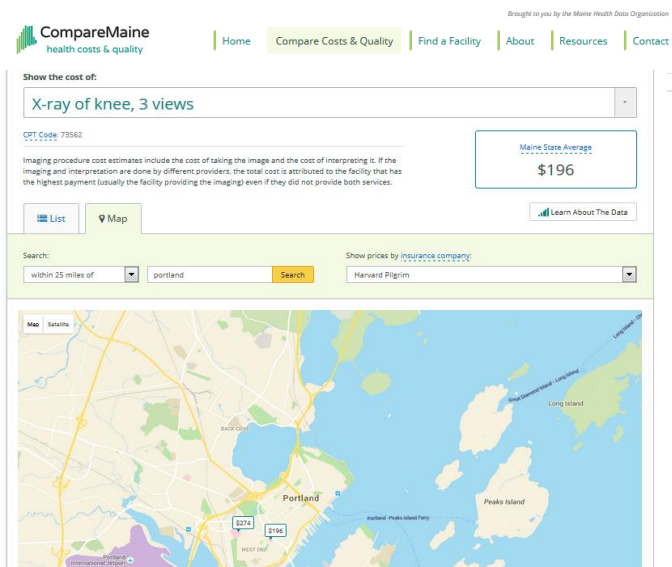 Brought to you by the Maine Health Data Organization
CompareMaine
health costs & quality
Home
Compare Costs & Quality
Find a Facility
About
Resources
Contact
Show the cost of:
X-ray of knee, 3 views
CPT Code: 73562
Imaging procedure cost estimates include the cost of taking the image and the cost of interpreting it. If the
imaging and interpretation are done by different providers, the total cost is attributed to the facility that has
the highest payment (usually the facility providing the imaging) even if they did not provide both services.
Maine State Average
$196
List
Map
Learn About The Data
Search:
within 25 miles of
portland
Search
Show prices by insurance company:
Harvard Pilgrim
Map
Satellite
Long Island -
Great Diamond Island - Long Island
Long Island
BACK COVE
Portland
Peaks Island
$274
$196
Portland - Peaks Island Ferry
WEST END
Portland
International Jetport